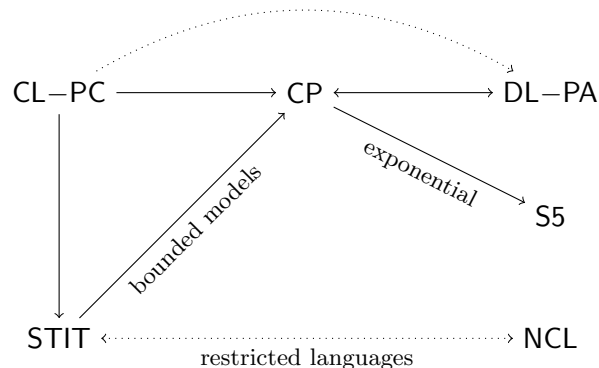 CL−PC CP DL−PA
exponential
bounded models
S5
STIT NCL
restricted languages